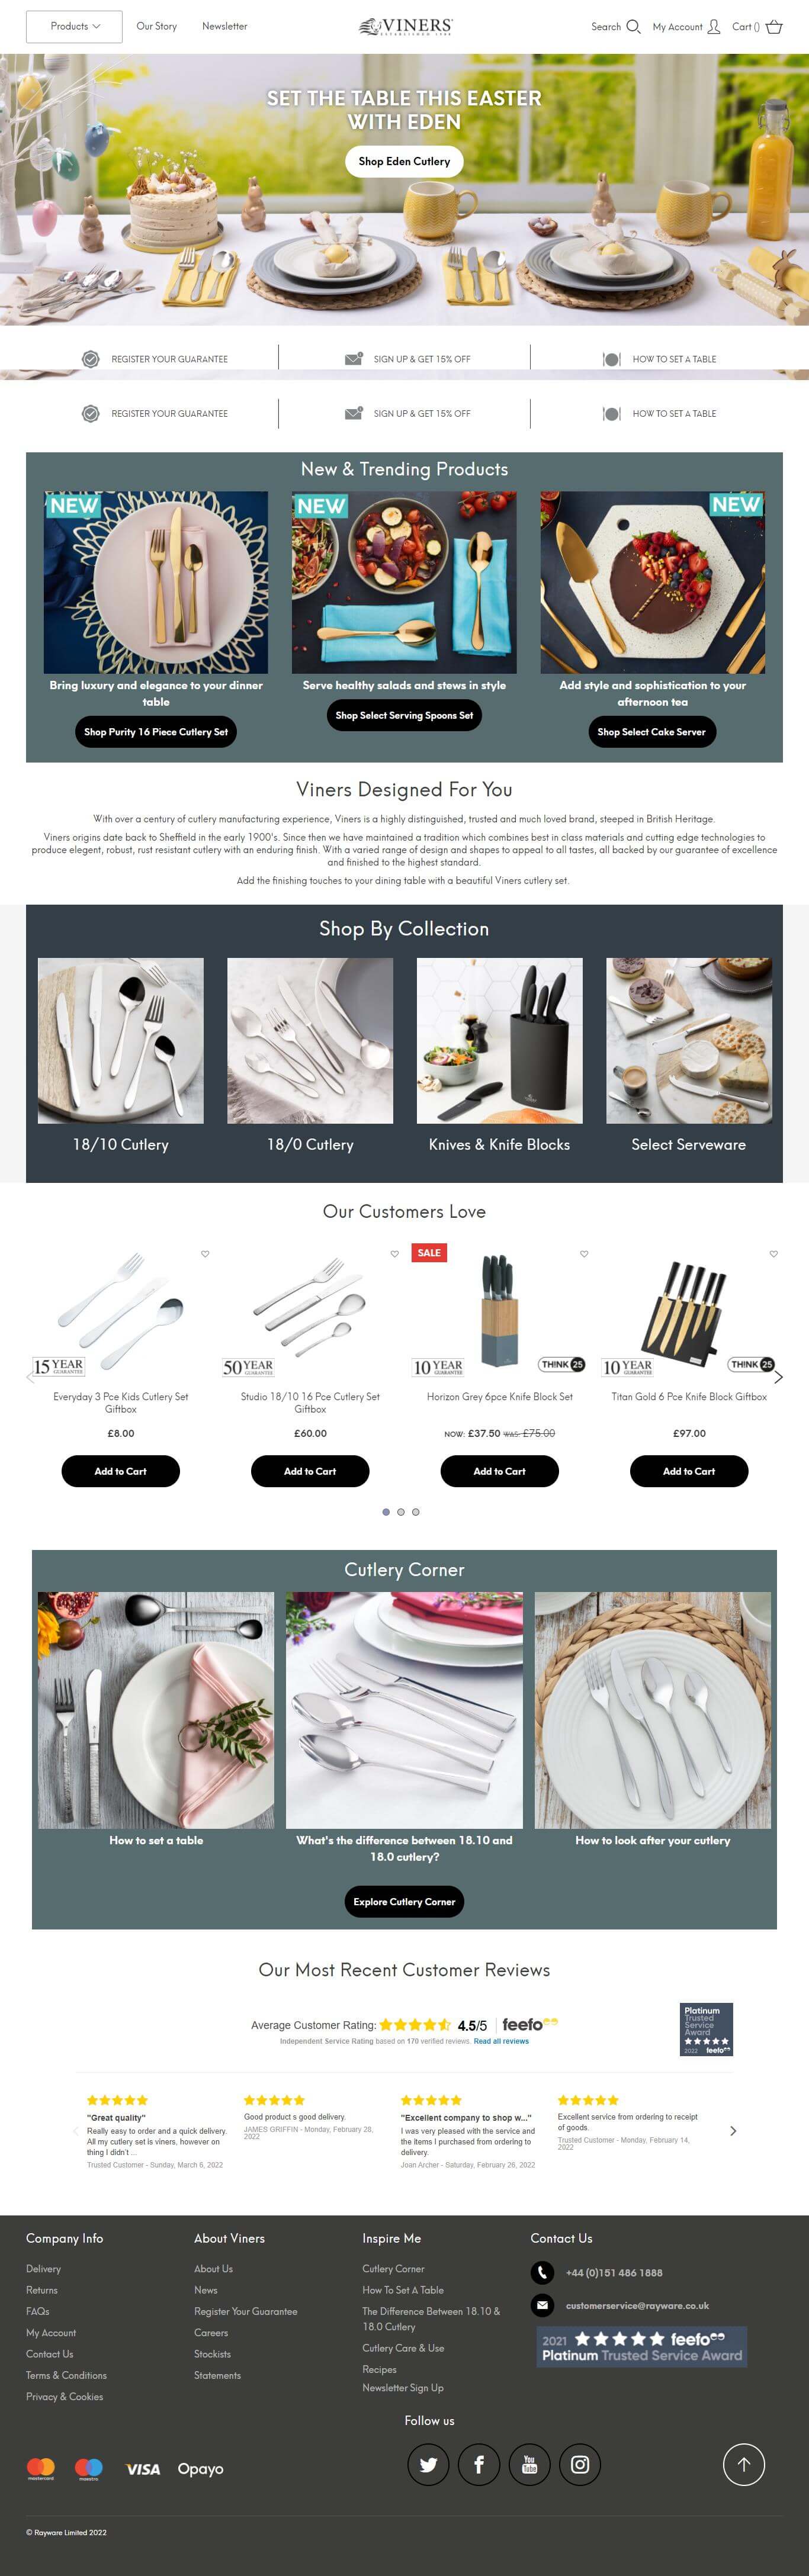 Products
Our Story
Newsletter
VINERS
ESTABLISHED 1908
Search
My Account
Cart ()
SET THE TABLE THIS EASTER
WITH EDEN
Shop Eden Cutlery
REGISTER YOUR GUARANTEE
SIGN UP & GET 15% OFF
HOW TO SET A TABLE
REGISTER YOUR GUARANTEE
SIGN UP & GET 15% OFF
HOW TO SET A TABLE
New & Trending Products
NEW
NEW
NEW
Bring luxury and elegance to your dinner
table
Shop Purity 16 Piece Cutlery Set
Serve healthy salads and stews in style
Shop Select Serving Spoons Set
Add style and sophistication to your
afternoon tea
Shop Select Cake Server
Viners Designed For You
With over a century of cutlery manufacturing experience, Viners is a highly distinguished, trusted and much loved brand, steeped in British Heritage.
Viners origins date back to Sheffield in the early 1900's. Since then we have maintained a tradition which combines best in class materials and cutting edge technologies to
produce elegant, robust, rust resistant cutlery with an enduring finish. With a varied range of design and shapes to appeal to all tastes, all backed by our guarantee of excellence
and finished to the highest standard.
Add the finishing touches to your dining table with a beautiful Viners cutlery set.
Shop By Collection
18/10 Cutlery
18/0 Cutlery
Knives & Knife Blocks
Select Serveware
Our Customers Love
15 YEAR
GUARANTEE
Everyday 3 Pce Kids Cutlery Set
Giftbox
£8.00
Add to Cart
50 YEAR
GUARANTEE
Studio 18/10 16 Pce Cutlery Set
Giftbox
£60.00
Add to Cart
SALE
10 YEAR
GUARANTEE
THINK 25
Horizon Grey 6pce Knife Block Set
NOW: £37.50 WAS: £75.00
Add to Cart
10 YEAR
GUARANTEE
THINK 25
Titan Gold 6 Pce Knife Block Giftbox
£97.00
Add to Cart
Cutlery Corner
How to set a table
What's the difference between 18.10 and
18.0 cutlery?
How to look after your cutlery
Explore Cutlery Corner
Our Most Recent Customer Reviews
Average Customer Rating: 4.5/5 feefo
Independent Service Rating based on 170 verified reviews. Read all reviews
Platinum
Trusted
Service
Award
2022 feefo
"Great quality"
Really easy to order and a quick delivery.
All my cutlery set is viners, however on
thing I didn't ...
Trusted Customer - Sunday, March 6, 2022
Good product s good delivery.
JAMES GRIFFIN - Monday, February 28,
2022
"Excellent company to shop w..."
I was very pleased with the service and
the items I purchased from ordering to
delivery.
Joan Archer - Saturday, February 26, 2022
Excellent service from ordering to receipt
of goods.
Trusted Customer - Monday, February 14,
2022
Company Info
Delivery
Returns
FAQs
My Account
Contact Us
Terms & Conditions
Privacy & Cookies
About Viners
About Us
News
Register Your Guarantee
Careers
Stockists
Statements
Inspire Me
Cutlery Corner
How To Set A Table
The Difference Between 18.10 &
18.0 Cutlery
Cutlery Care & Use
Recipes
Newsletter Sign Up
Contact Us
+44 (0)151 486 1888
customerservice@rayware.co.uk
2021 feefo
Platinum Trusted Service Award
Follow us
You
Tube
mastercard
maestro
VISA
Opayo
© Rayware Limited 2022